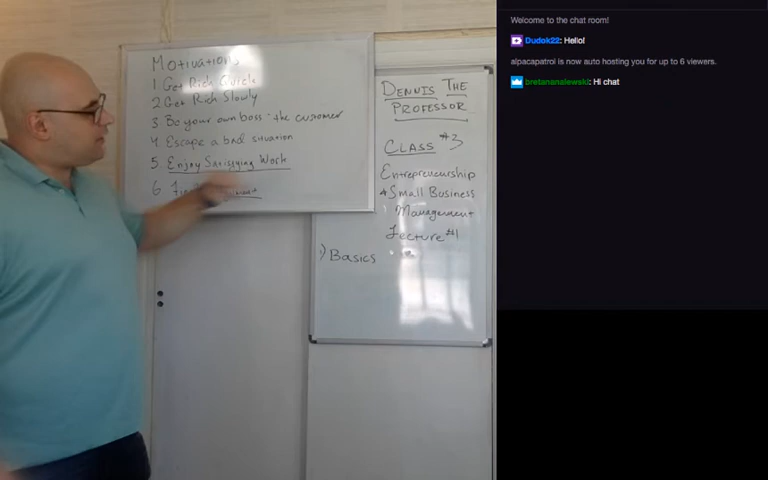 Motivations
1 Get Rich Quick
2 Get Rich Slowly
3 Be your own boss - the customer
4 Escape a bad situation
5. Enjoy Satisfying Work
6
DENNIS THE
PROFESSOR
CLASS #3
Entrepreneurship
Small Business
Management
Lecture #1
1) Basics
Welcome to the chat room!
Dudok22: Hello!
alpacapatrol is now auto hosting you for up to 6 viewers.
bretananalewski: Hi chat